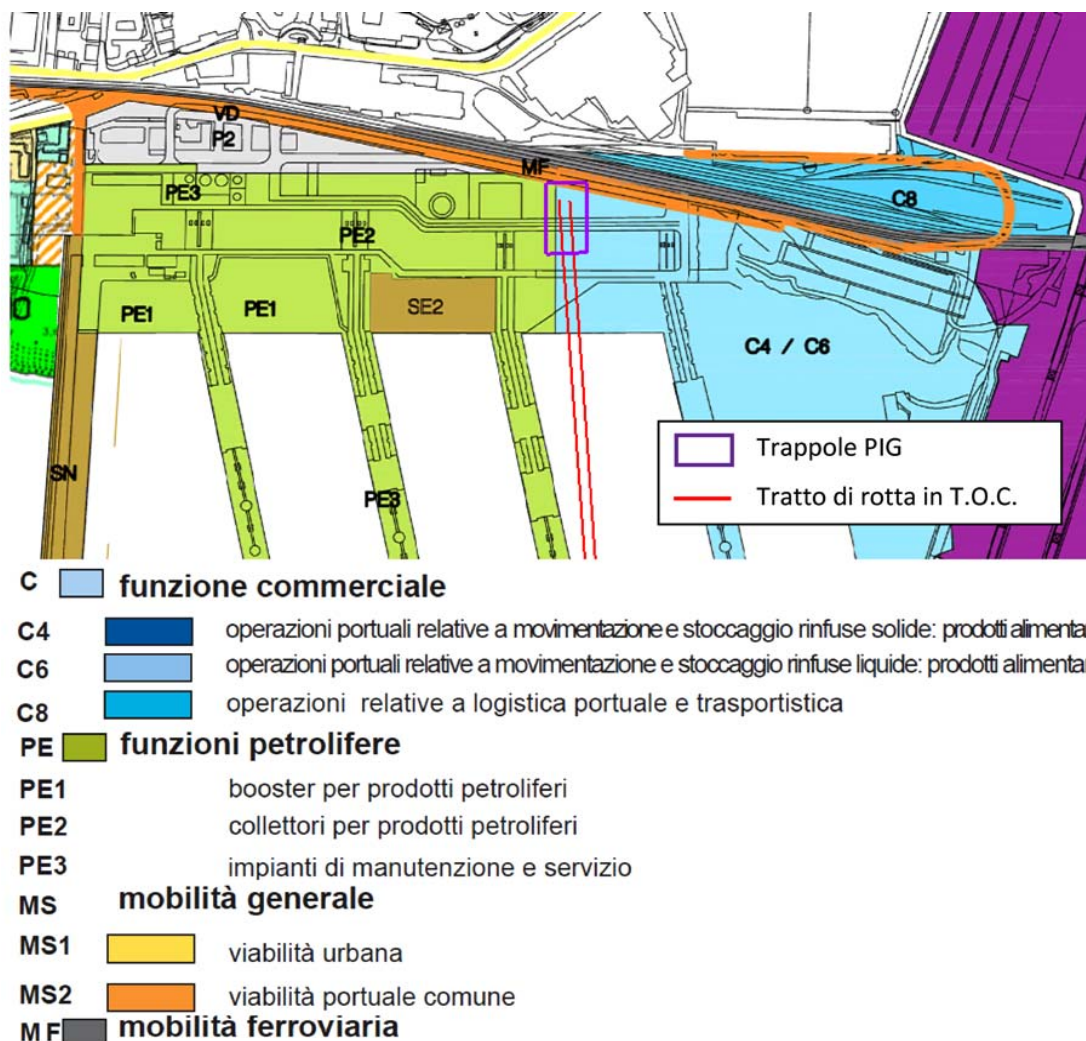 VD
P2
MF
C8
PE3
PE2
PE1
PE1
SE2
C4 / C6
O
SN
PE3
Trappole PIG
Tratto di rotta in T.O.C.
C funzione commerciale
C4 operazioni portuali relative a movimentazione e stoccaggio rinfuse solide: prodotti alimenta
C6 operazioni portuali relative a movimentazione e stoccaggio rinfuse liquide: prodotti alimenta
C8 operazioni relative a logistica portuale e trasportistica
PE funzioni petrolifere
PE1 booster per prodotti petroliferi
PE2 collettori per prodotti petroliferi
PE3 impianti di manutenzione e servizio
MS mobilità generale
MS1 viabilità urbana
MS2 viabilità portuale comune
MF mobilità ferroviaria